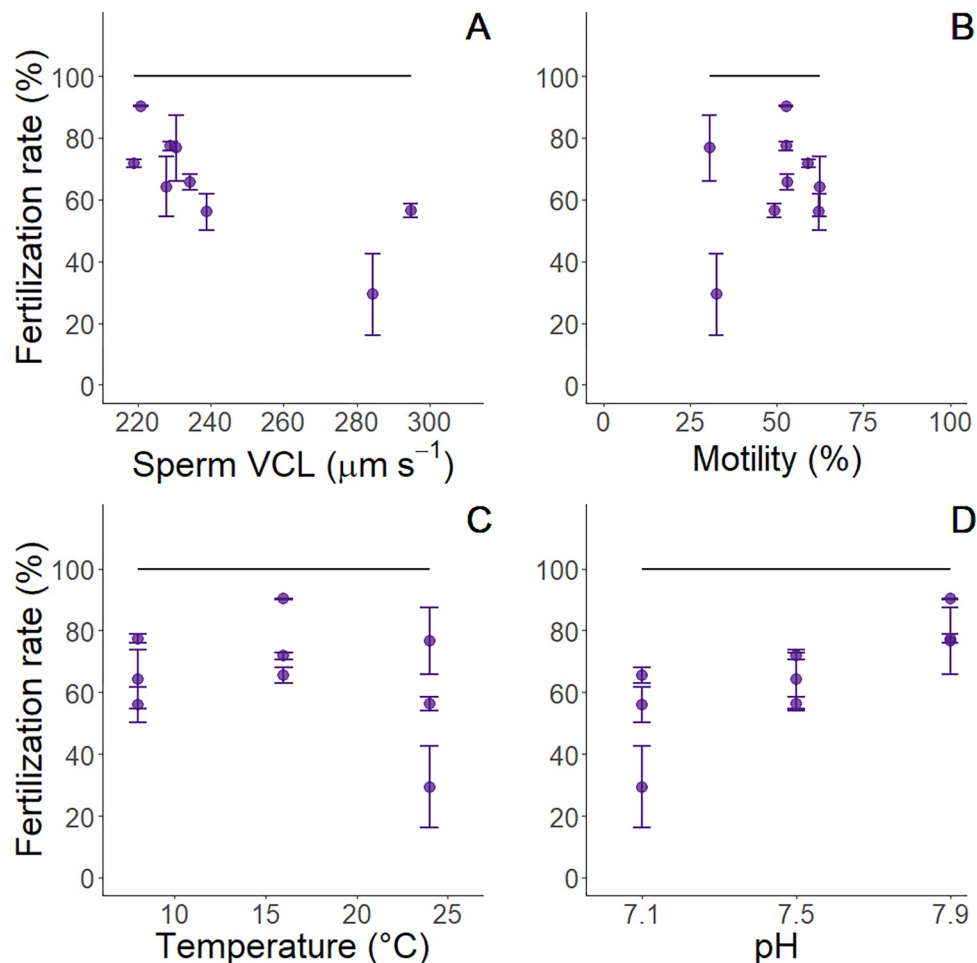 A
Fertilization rate (%)
100
80
60
40
20
0
220 240 260 280 300
Sperm VCL (μm s⁻¹)
B
100
80
60
40
20
0
0 25 50 75 100
Motility (%)
C
Fertilization rate (%)
100
80
60
40
20
0
10 15 20 25
Temperature (°C)
D
100
80
60
40
20
0
7.1 7.5 7.9
pH